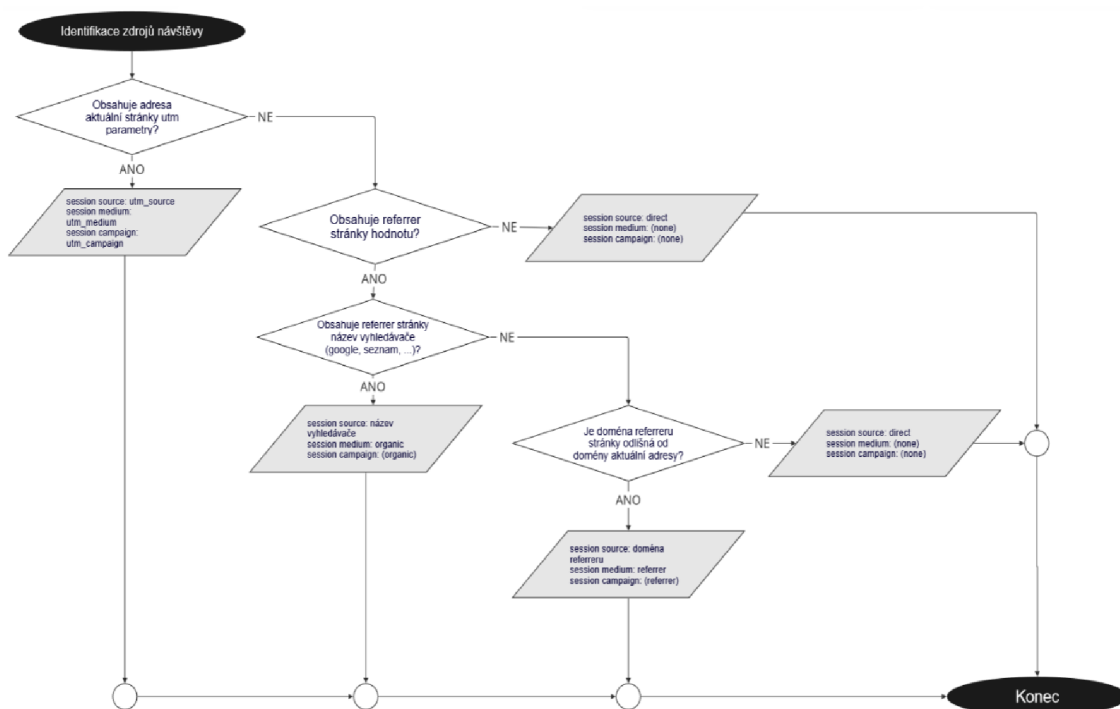 Identifikace zdrojů návštěvy
Obsahuje adresa
aktuální stránky utm
parametry?
NE
ANO
session source: utm_source
session medium:
utm_medium
session campaign:
utm_campaign
Obsahuje referrer
stránky hodnotu?
NE
session source: direct
session medium: (none)
session campaign: (none)
ANO
Obsahuje referrer stránky
název vyhledávače
(google, seznam, ...)?
NE
ANO
session source: název
vyhledávače
session medium: organic
session campaign: (organic)
Je doména referreru
stránky odlišná od
domény aktuální adresy?
NE
session source: direct
session medium: (none)
session campaign: (none)
ANO
session source: doména
referreru
session medium: referrer
session campaign: (referrer)
Konec